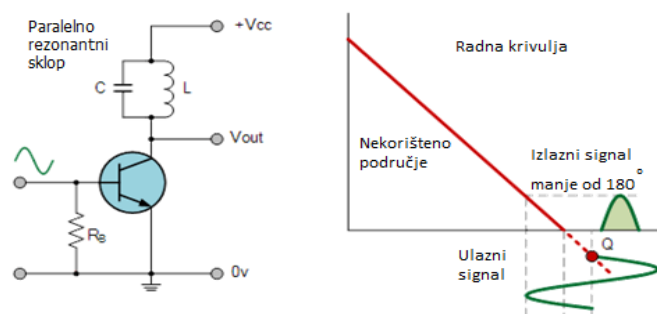 Paralelno
rezonantni
sklop
+Vcc
C
L
Vout
RB
0v
Radna krivulja
Nekorišteno
područje
Izlazni signal
manje od 180°
Q
Ulazni
signal